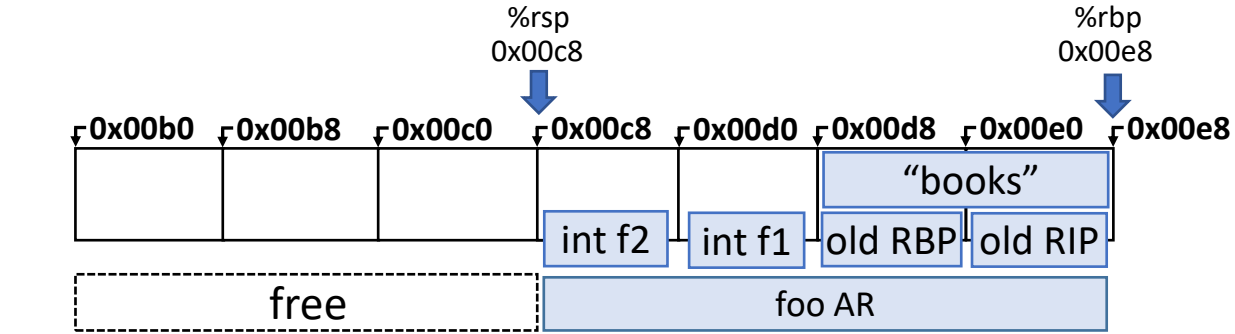 %rsp %rbp
0x00c8 0x00e8
0x00b0 0x00b8 0x00c0 0x00c8 0x00d0 0x00d8 0x00e0 0x00e8
“books”
int f2 int f1 old RBP old RIP
free foo AR